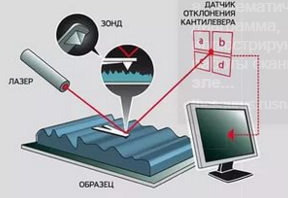 ДАТЧИК
ОТКЛОНЕНИЯ
КАНТИЛЕВЕРА
ЗОНД
a b
c d
ЛАЗЕР
ОБРАЗЕЦ